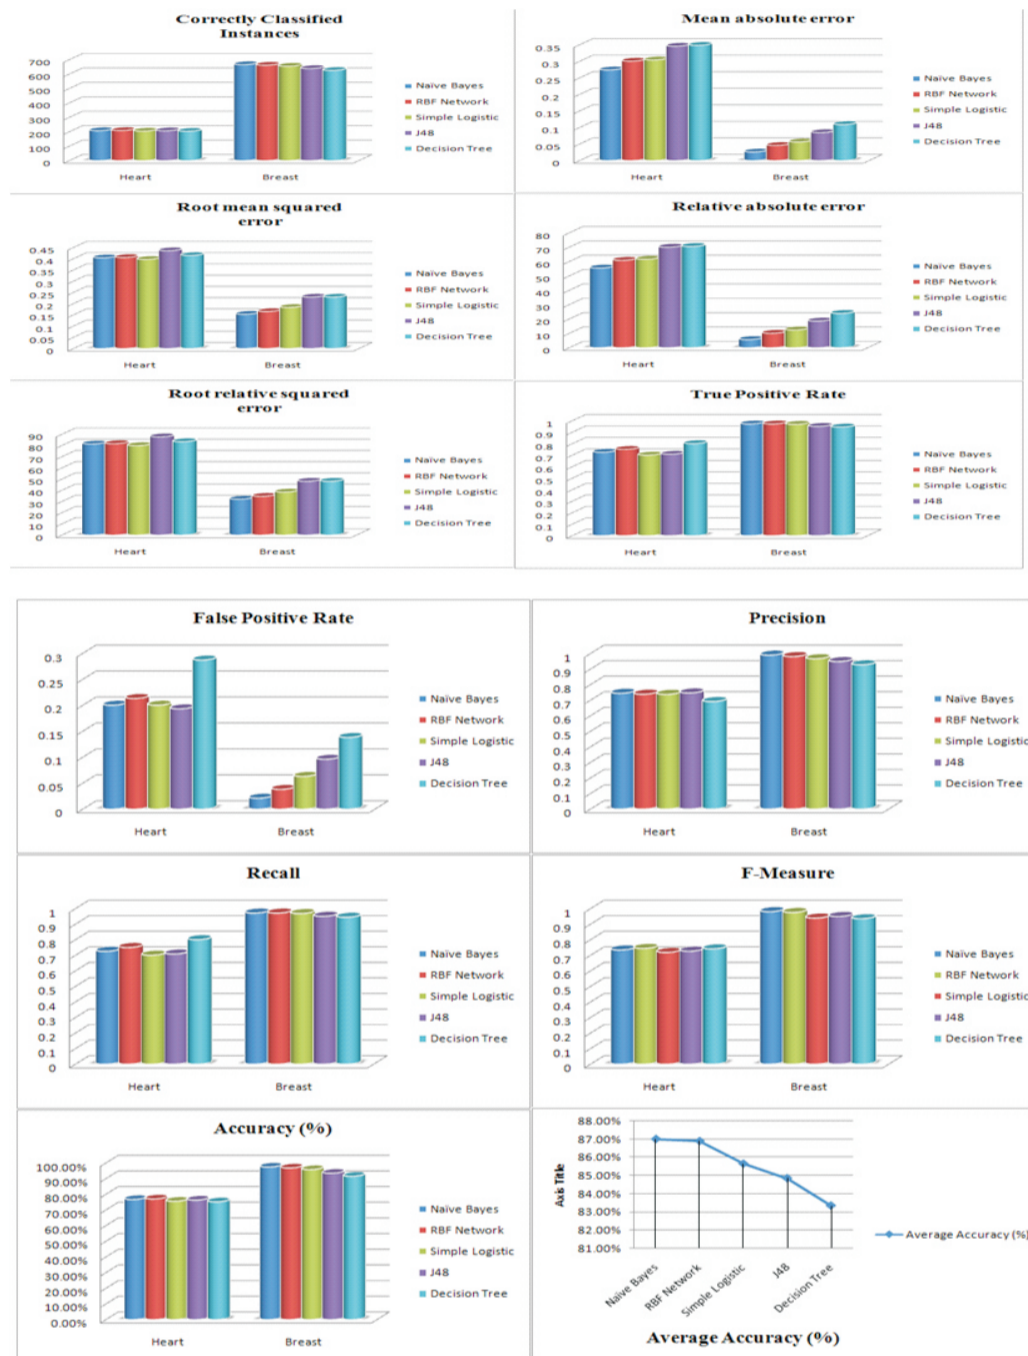 Correctly Classified
Instances
700
600
500
400
300
200
100
0
Heart
Breast
Naïve Bayes
RBF Network
Simple Logistic
J48
Decision Tree
Mean absolute error
0.35
0.3
0.25
0.2
0.15
0.1
0.05
0
Heart
Breast
Naïve Bayes
RBF Network
Simple Logistic
J48
Decision Tree
Root mean squared
error
0.45
0.4
0.35
0.3
0.25
0.2
0.15
0.1
0.05
0
Heart
Breast
Naïve Bayes
RBF Network
Simple Logistic
J48
Decision Tree
Relative absolute error
80
70
60
50
40
30
20
10
0
Heart
Breast
Naïve Bayes
RBF Network
Simple Logistic
J48
Decision Tree
Root relative squared
error
90
80
70
60
50
40
30
20
10
0
Heart
Breast
Naïve Bayes
RBF Network
Simple Logistic
J48
Decision Tree
True Positive Rate
1
0.9
0.8
0.7
0.6
0.5
0.4
0.3
0.2
0.1
0
Heart
Breast
Naïve Bayes
RBF Network
Simple Logistic
J48
Decision Tree
False Positive Rate
0.3
0.25
0.2
0.15
0.1
0.05
0
Heart
Breast
Naïve Bayes
RBF Network
Simple Logistic
J48
Decision Tree
Precision
1
0.9
0.8
0.7
0.6
0.5
0.4
0.3
0.2
0.1
0
Heart
Breast
Naïve Bayes
RBF Network
Simple Logistic
J48
Decision Tree
Recall
1
0.9
0.8
0.7
0.6
0.5
0.4
0.3
0.2
0.1
0
Heart
Breast
Naïve Bayes
RBF Network
Simple Logistic
J48
Decision Tree
F-Measure
1
0.9
0.8
0.7
0.6
0.5
0.4
0.3
0.2
0.1
0
Heart
Breast
Naïve Bayes
RBF Network
Simple Logistic
J48
Decision Tree
Accuracy (%)
100.00%
90.00%
80.00%
70.00%
60.00%
50.00%
40.00%
30.00%
20.00%
10.00%
0.00%
Heart
Breast
Naïve Bayes
RBF Network
Simple Logistic
J48
Decision Tree
88.00%
87.00%
86.00%
85.00%
84.00%
83.00%
82.00%
81.00%
Axis Title
Naïve Bayes
RBF Network
Simple Logistic
J48
Decision Tree
Average Accuracy (%)
Average Accuracy (%)